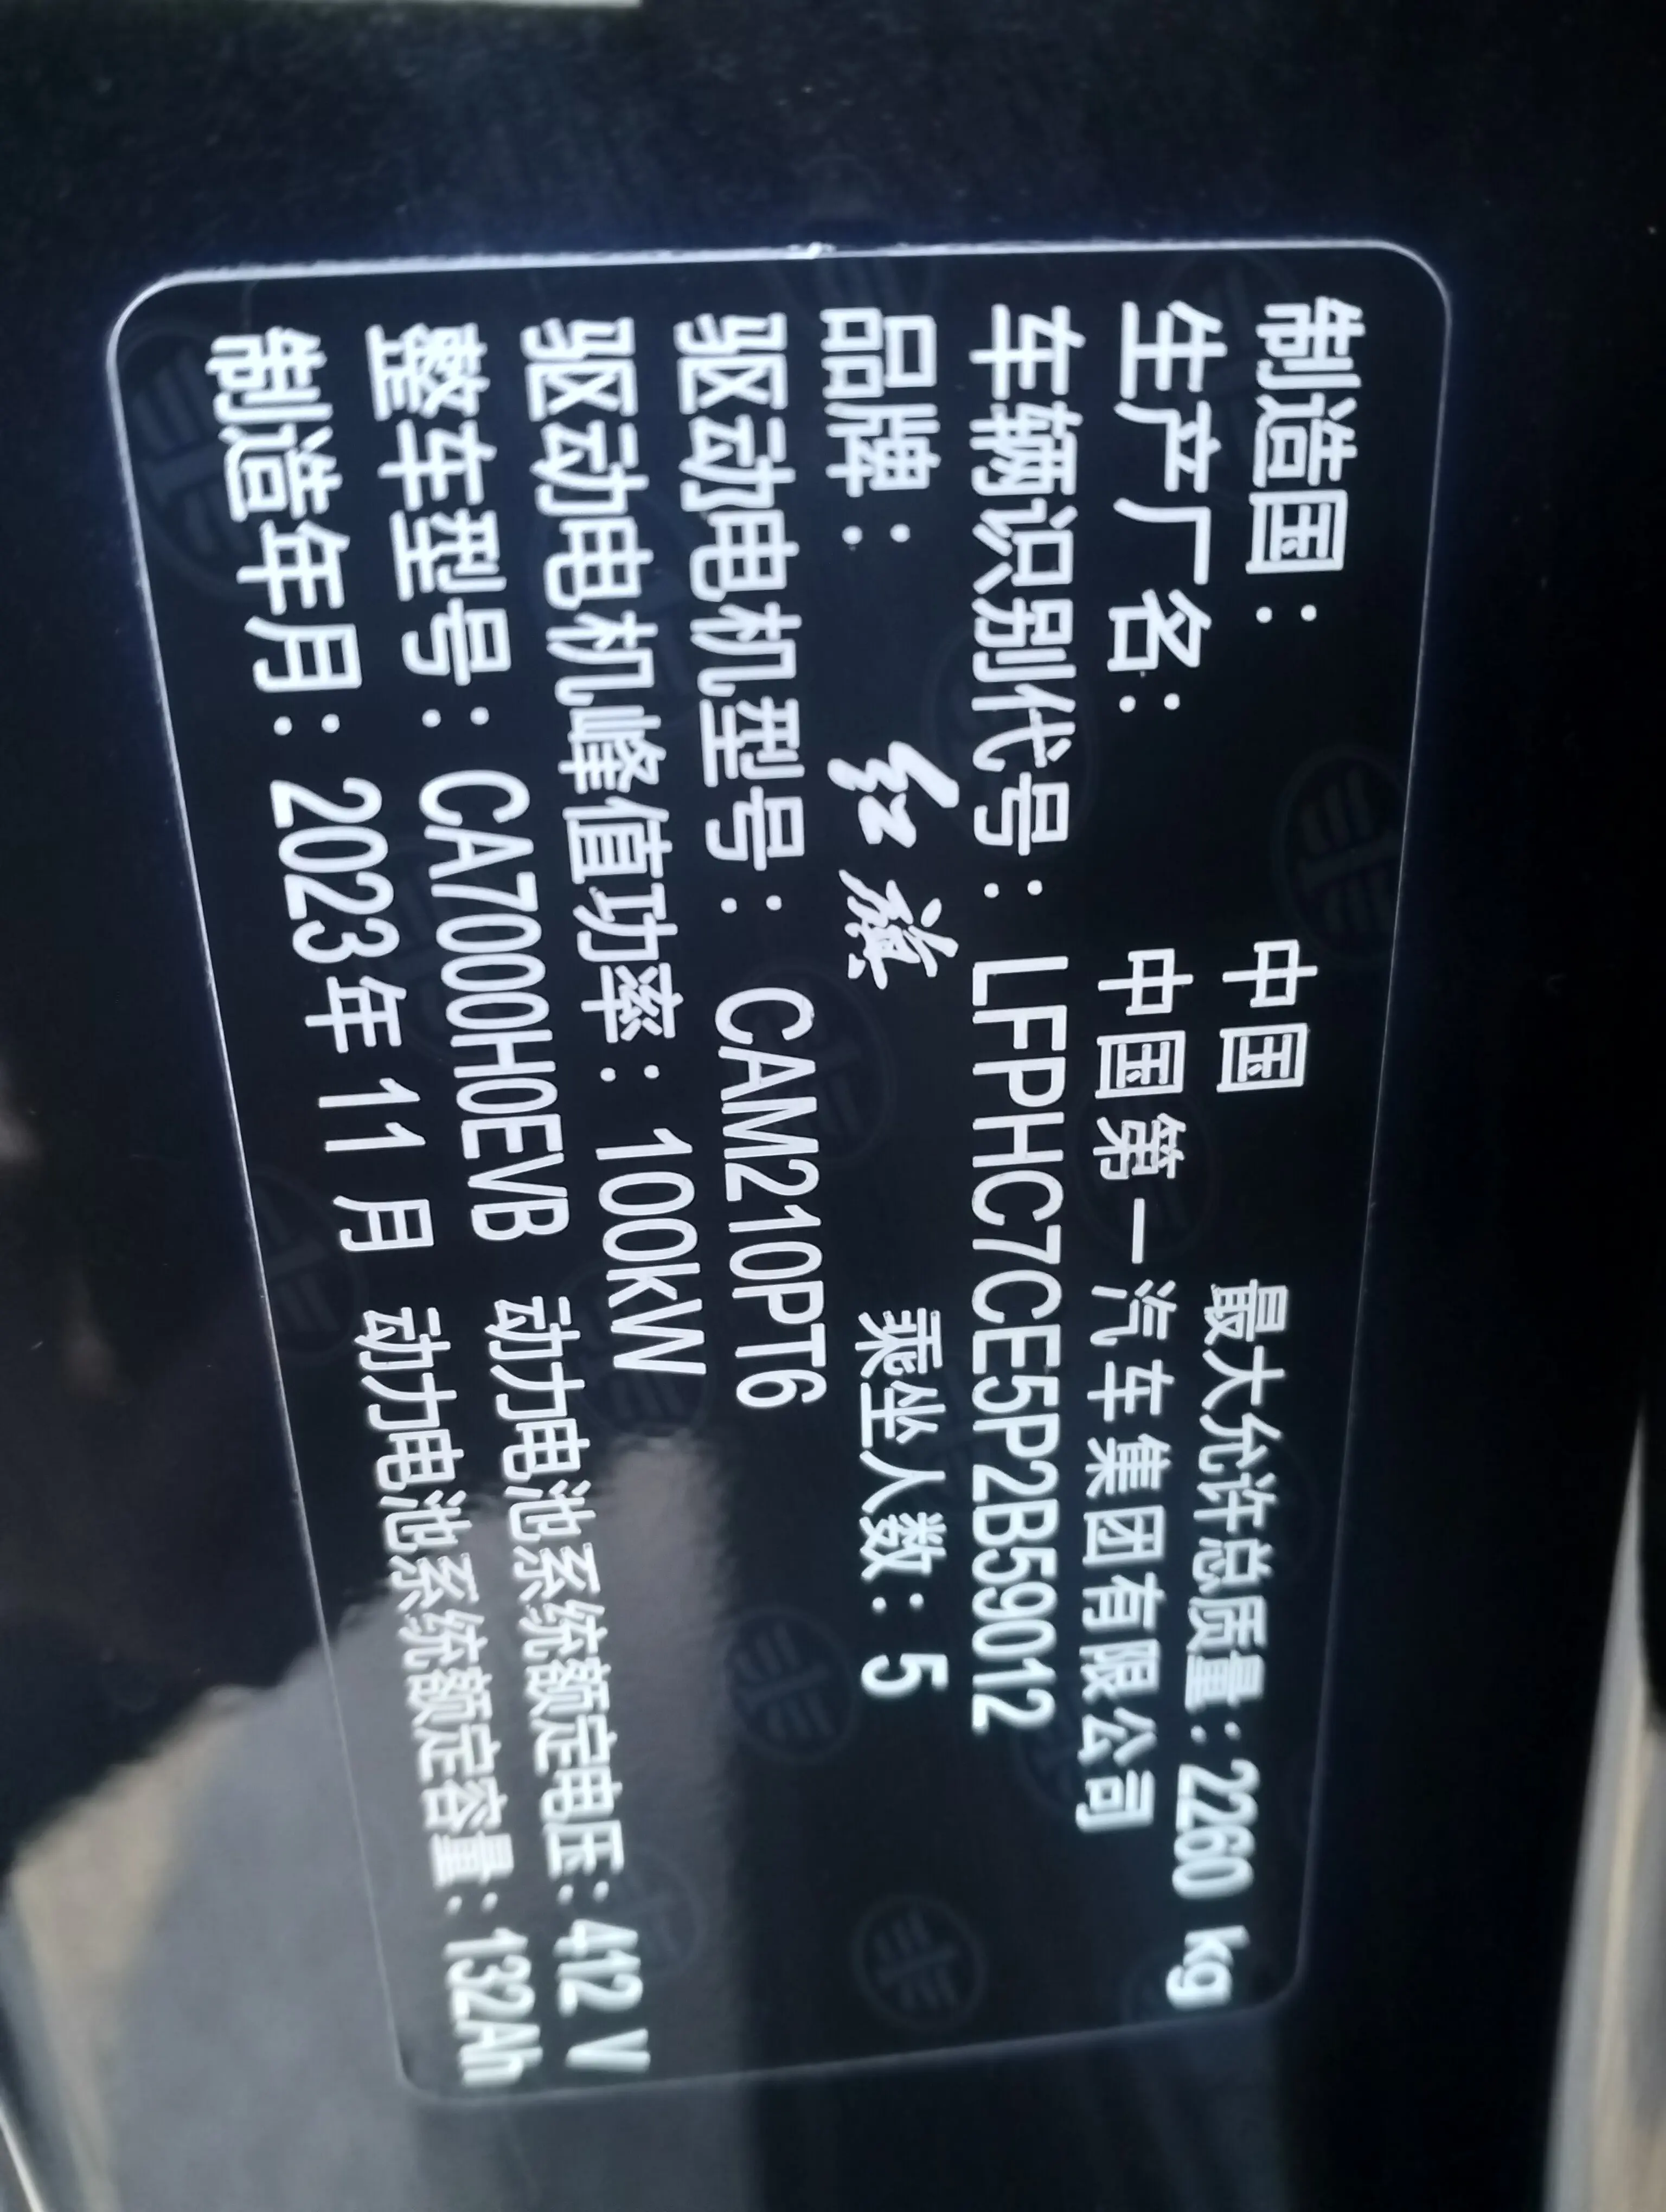 制造国： 中国 最大允许总质量：2260 kg
生产厂名： 中国第一汽车集团有限公司
车辆识别代号：LFPHC7CE5P2B59012
品牌： 红旗 乘坐人数：5
驱动电机型号： CAM210PT6
驱动电机峰值功率：100kW
整车型号：CA7000H0EVB 动力电池系统额定电压：412 V
制造年月：2023年 11 月 动力电池系统额定容量：132Ah